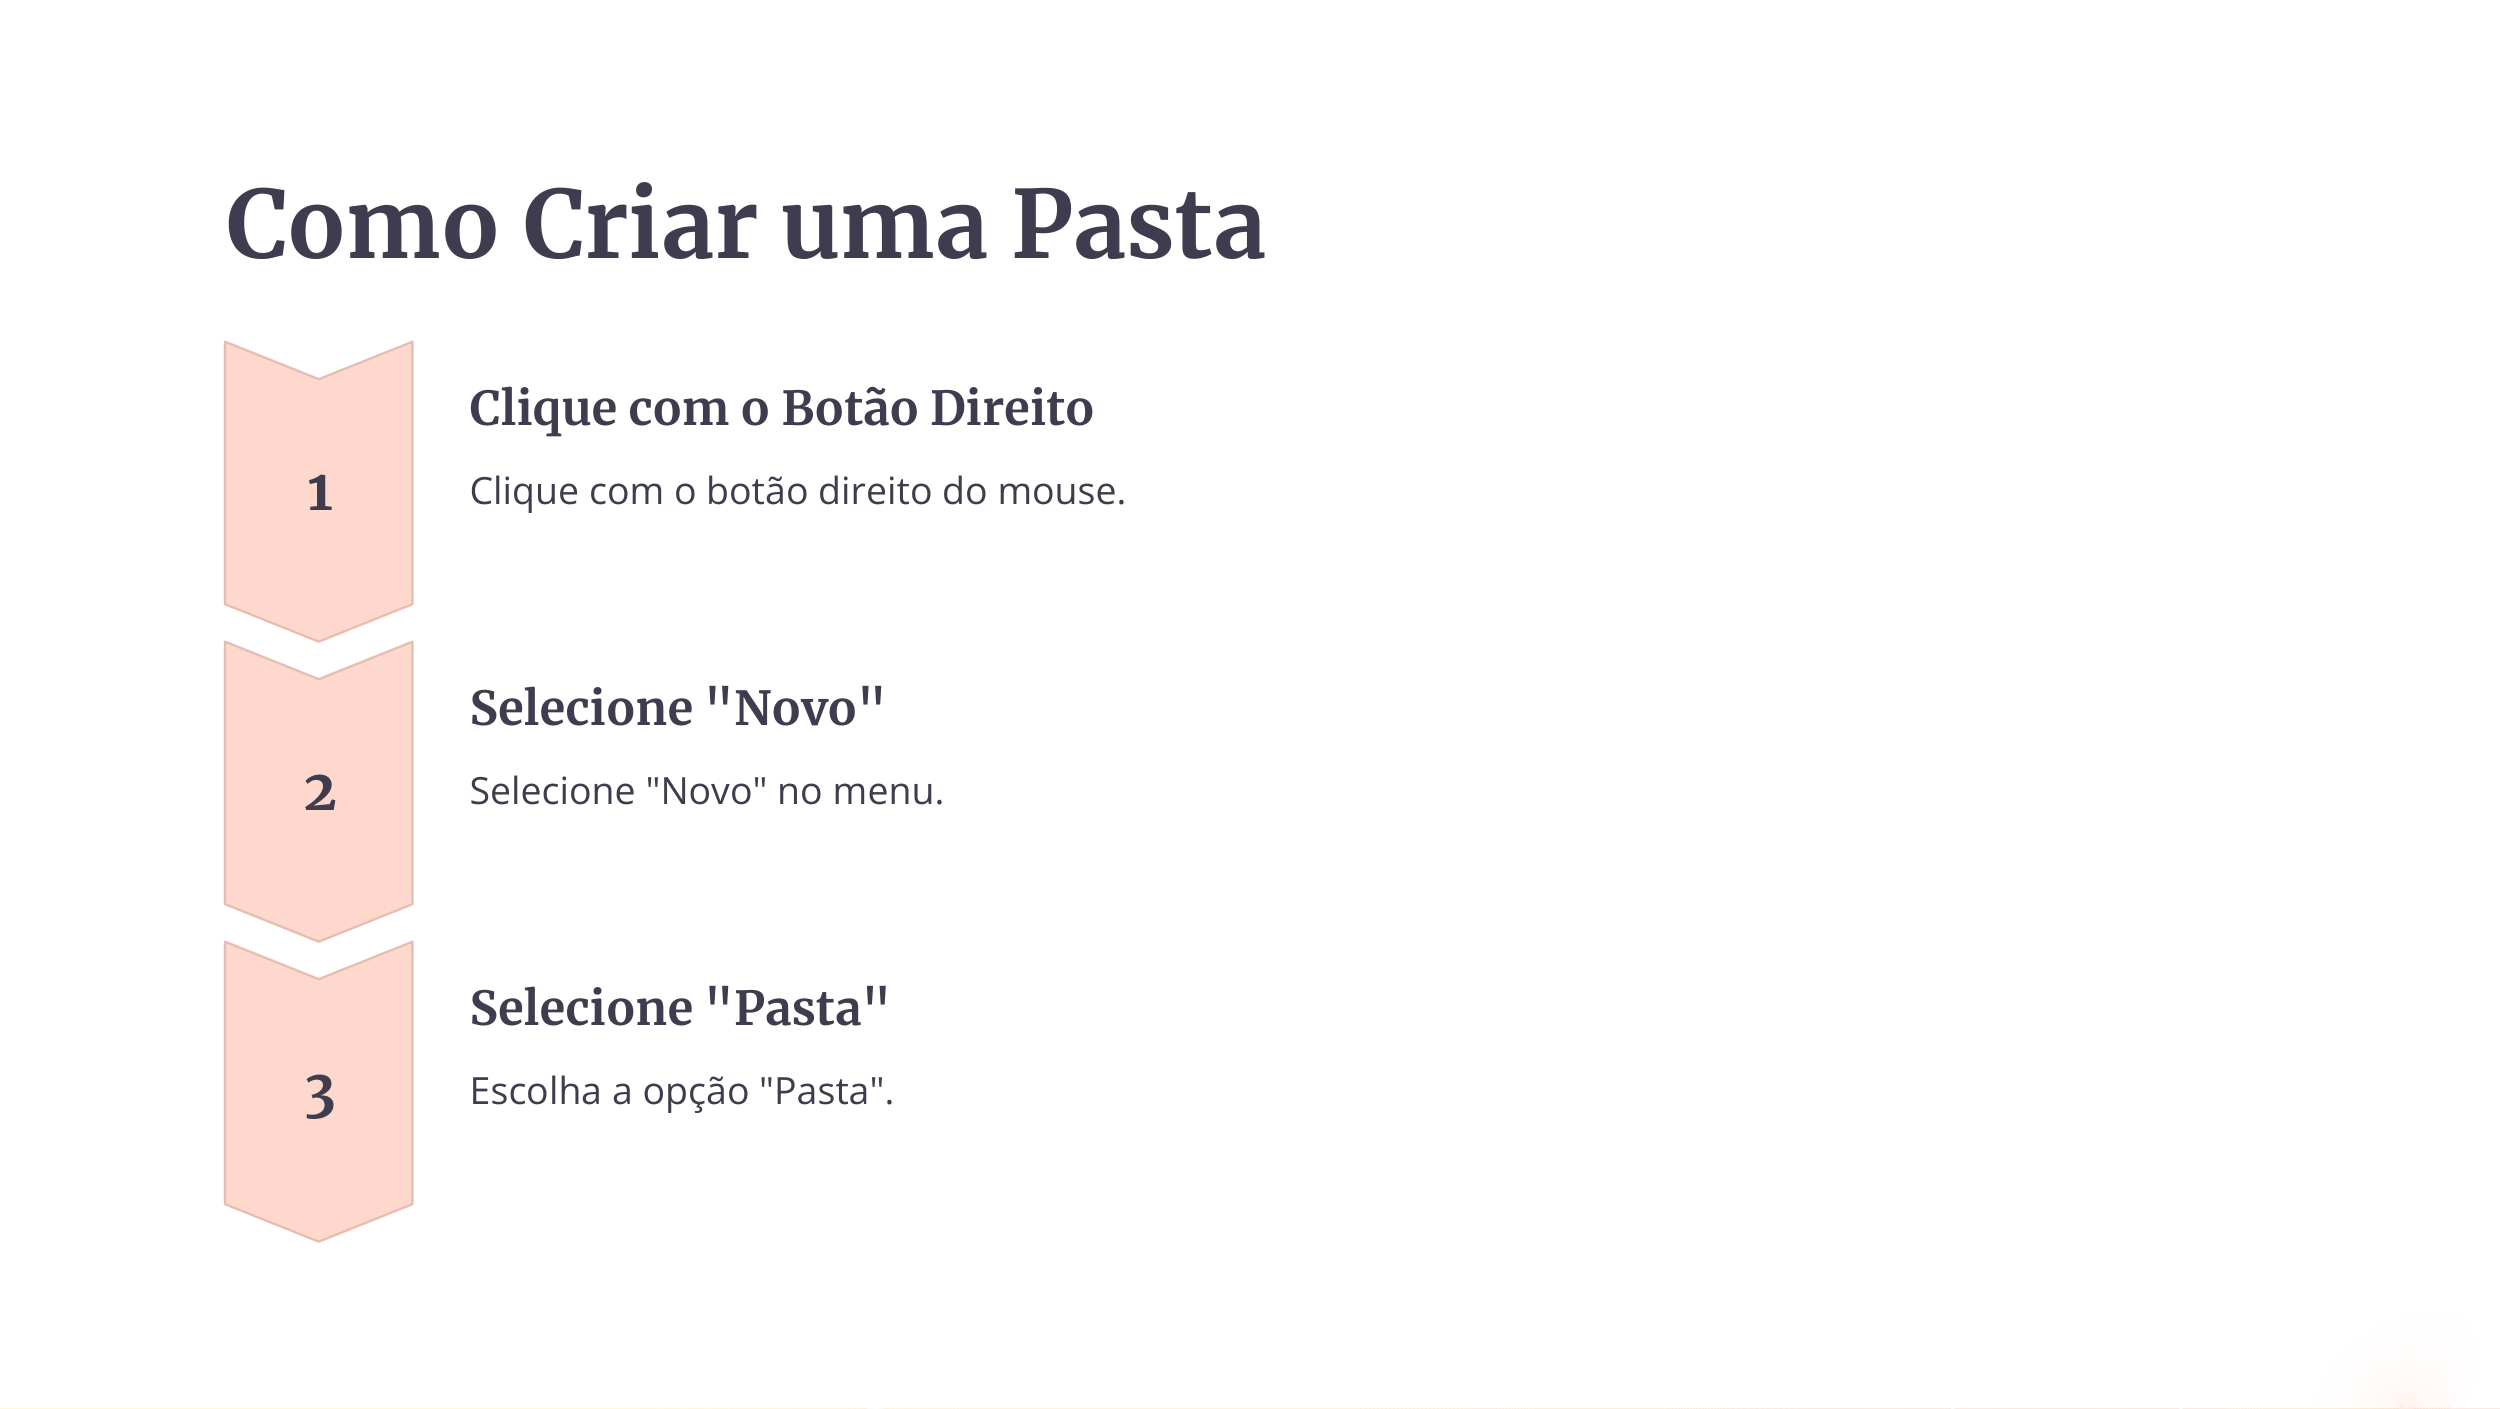 Como Criar uma Pasta
Clique com o Botão Direito
1
Clique com o botão direito do mouse.
Selecione "Novo"
2
Selecione "Novo" no menu.
Selecione "Pasta"
3
Escolha a opção "Pasta".